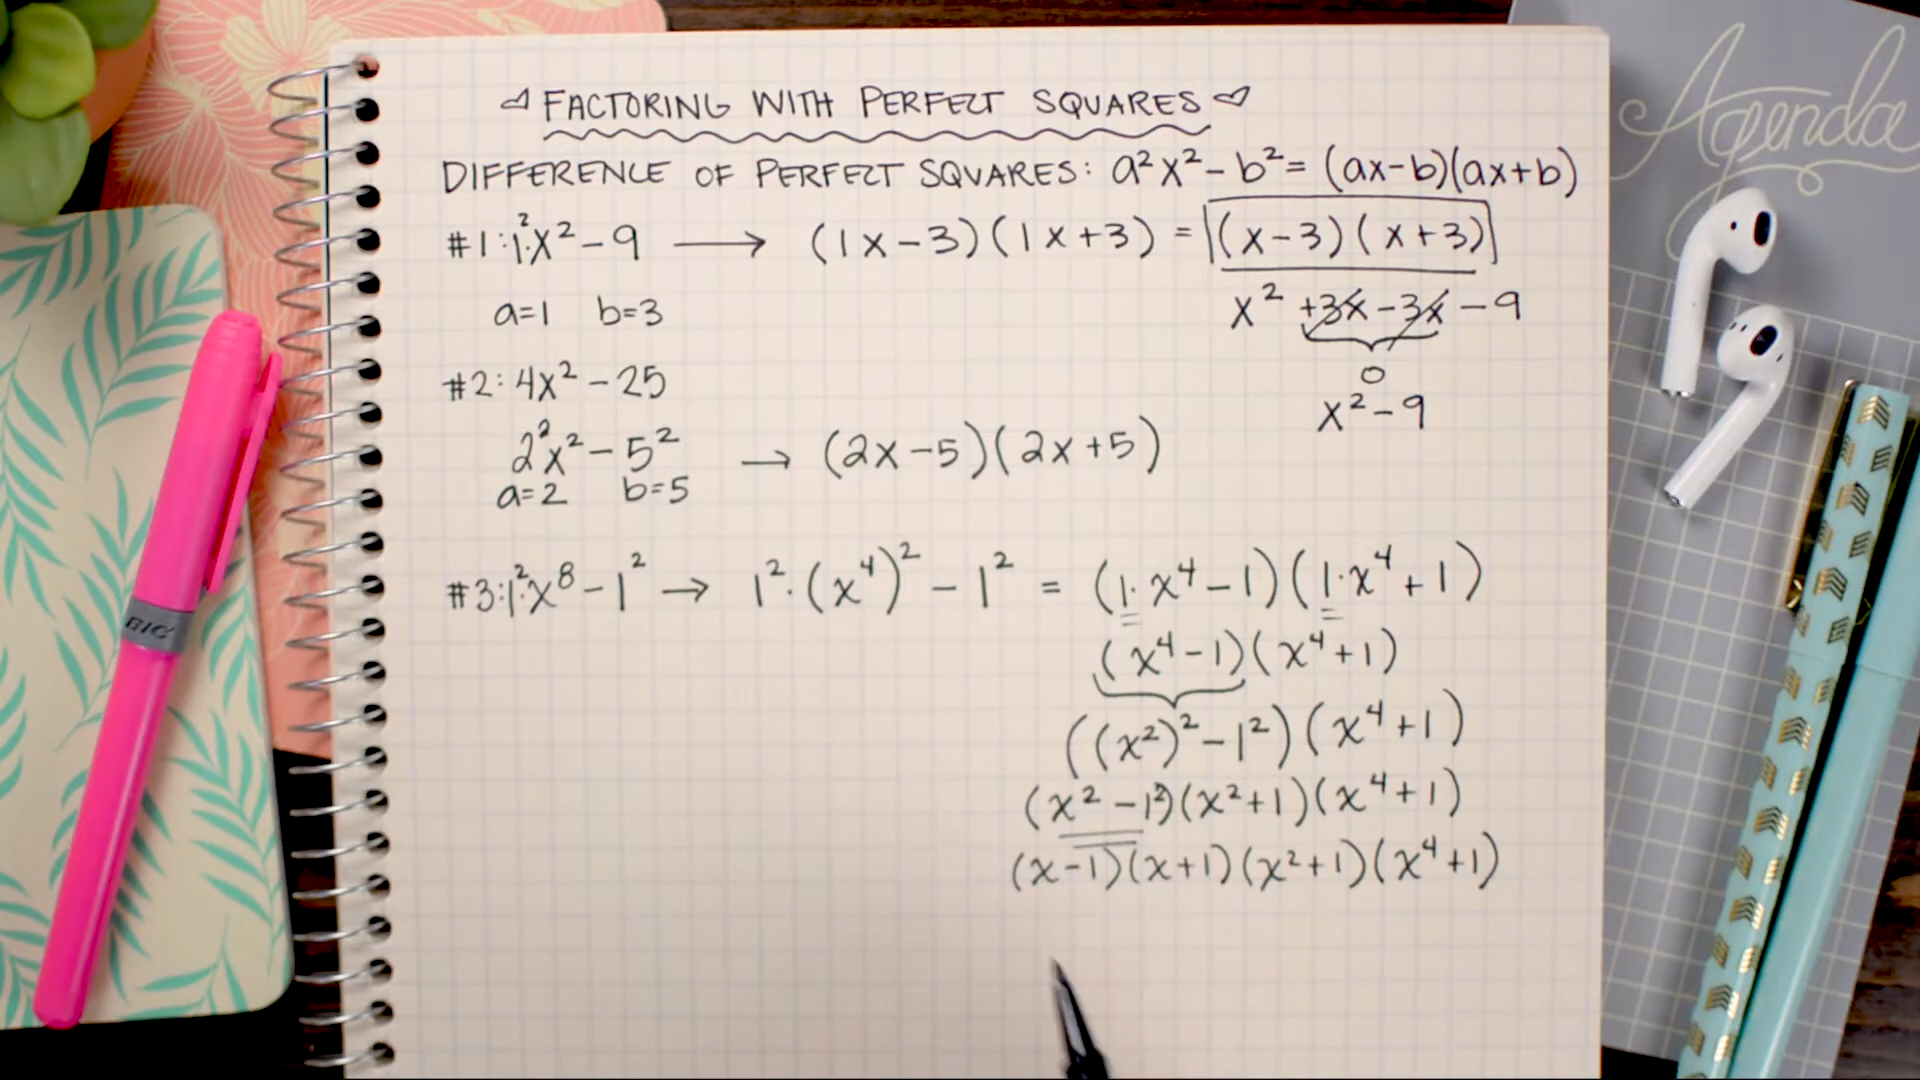 FACTORING WITH PERFECT SQUARES
DIFFERENCE OF PERFECT SQUARES: a²x² - b² = (ax-b)(ax+b)
#1: 1²·x² - 9 → (1x-3)(1x+3) = (x-3)(x+3)
x² +3x -3x -9
a=1 b=3
0
x² - 9
#2: 4x² - 25
2²x² - 5² → (2x-5)(2x+5)
a=2 b=5
#3: 1²·x⁸ - 1² → 1²·(x⁴)² - 1² = (1·x⁴-1)(1·x⁴+1)
(x⁴-1)(x⁴+1)
((x²)²-1²)(x⁴+1)
(x²-1²)(x²+1)(x⁴+1)
(x-1)(x+1)(x²+1)(x⁴+1)
Agenda
BIC